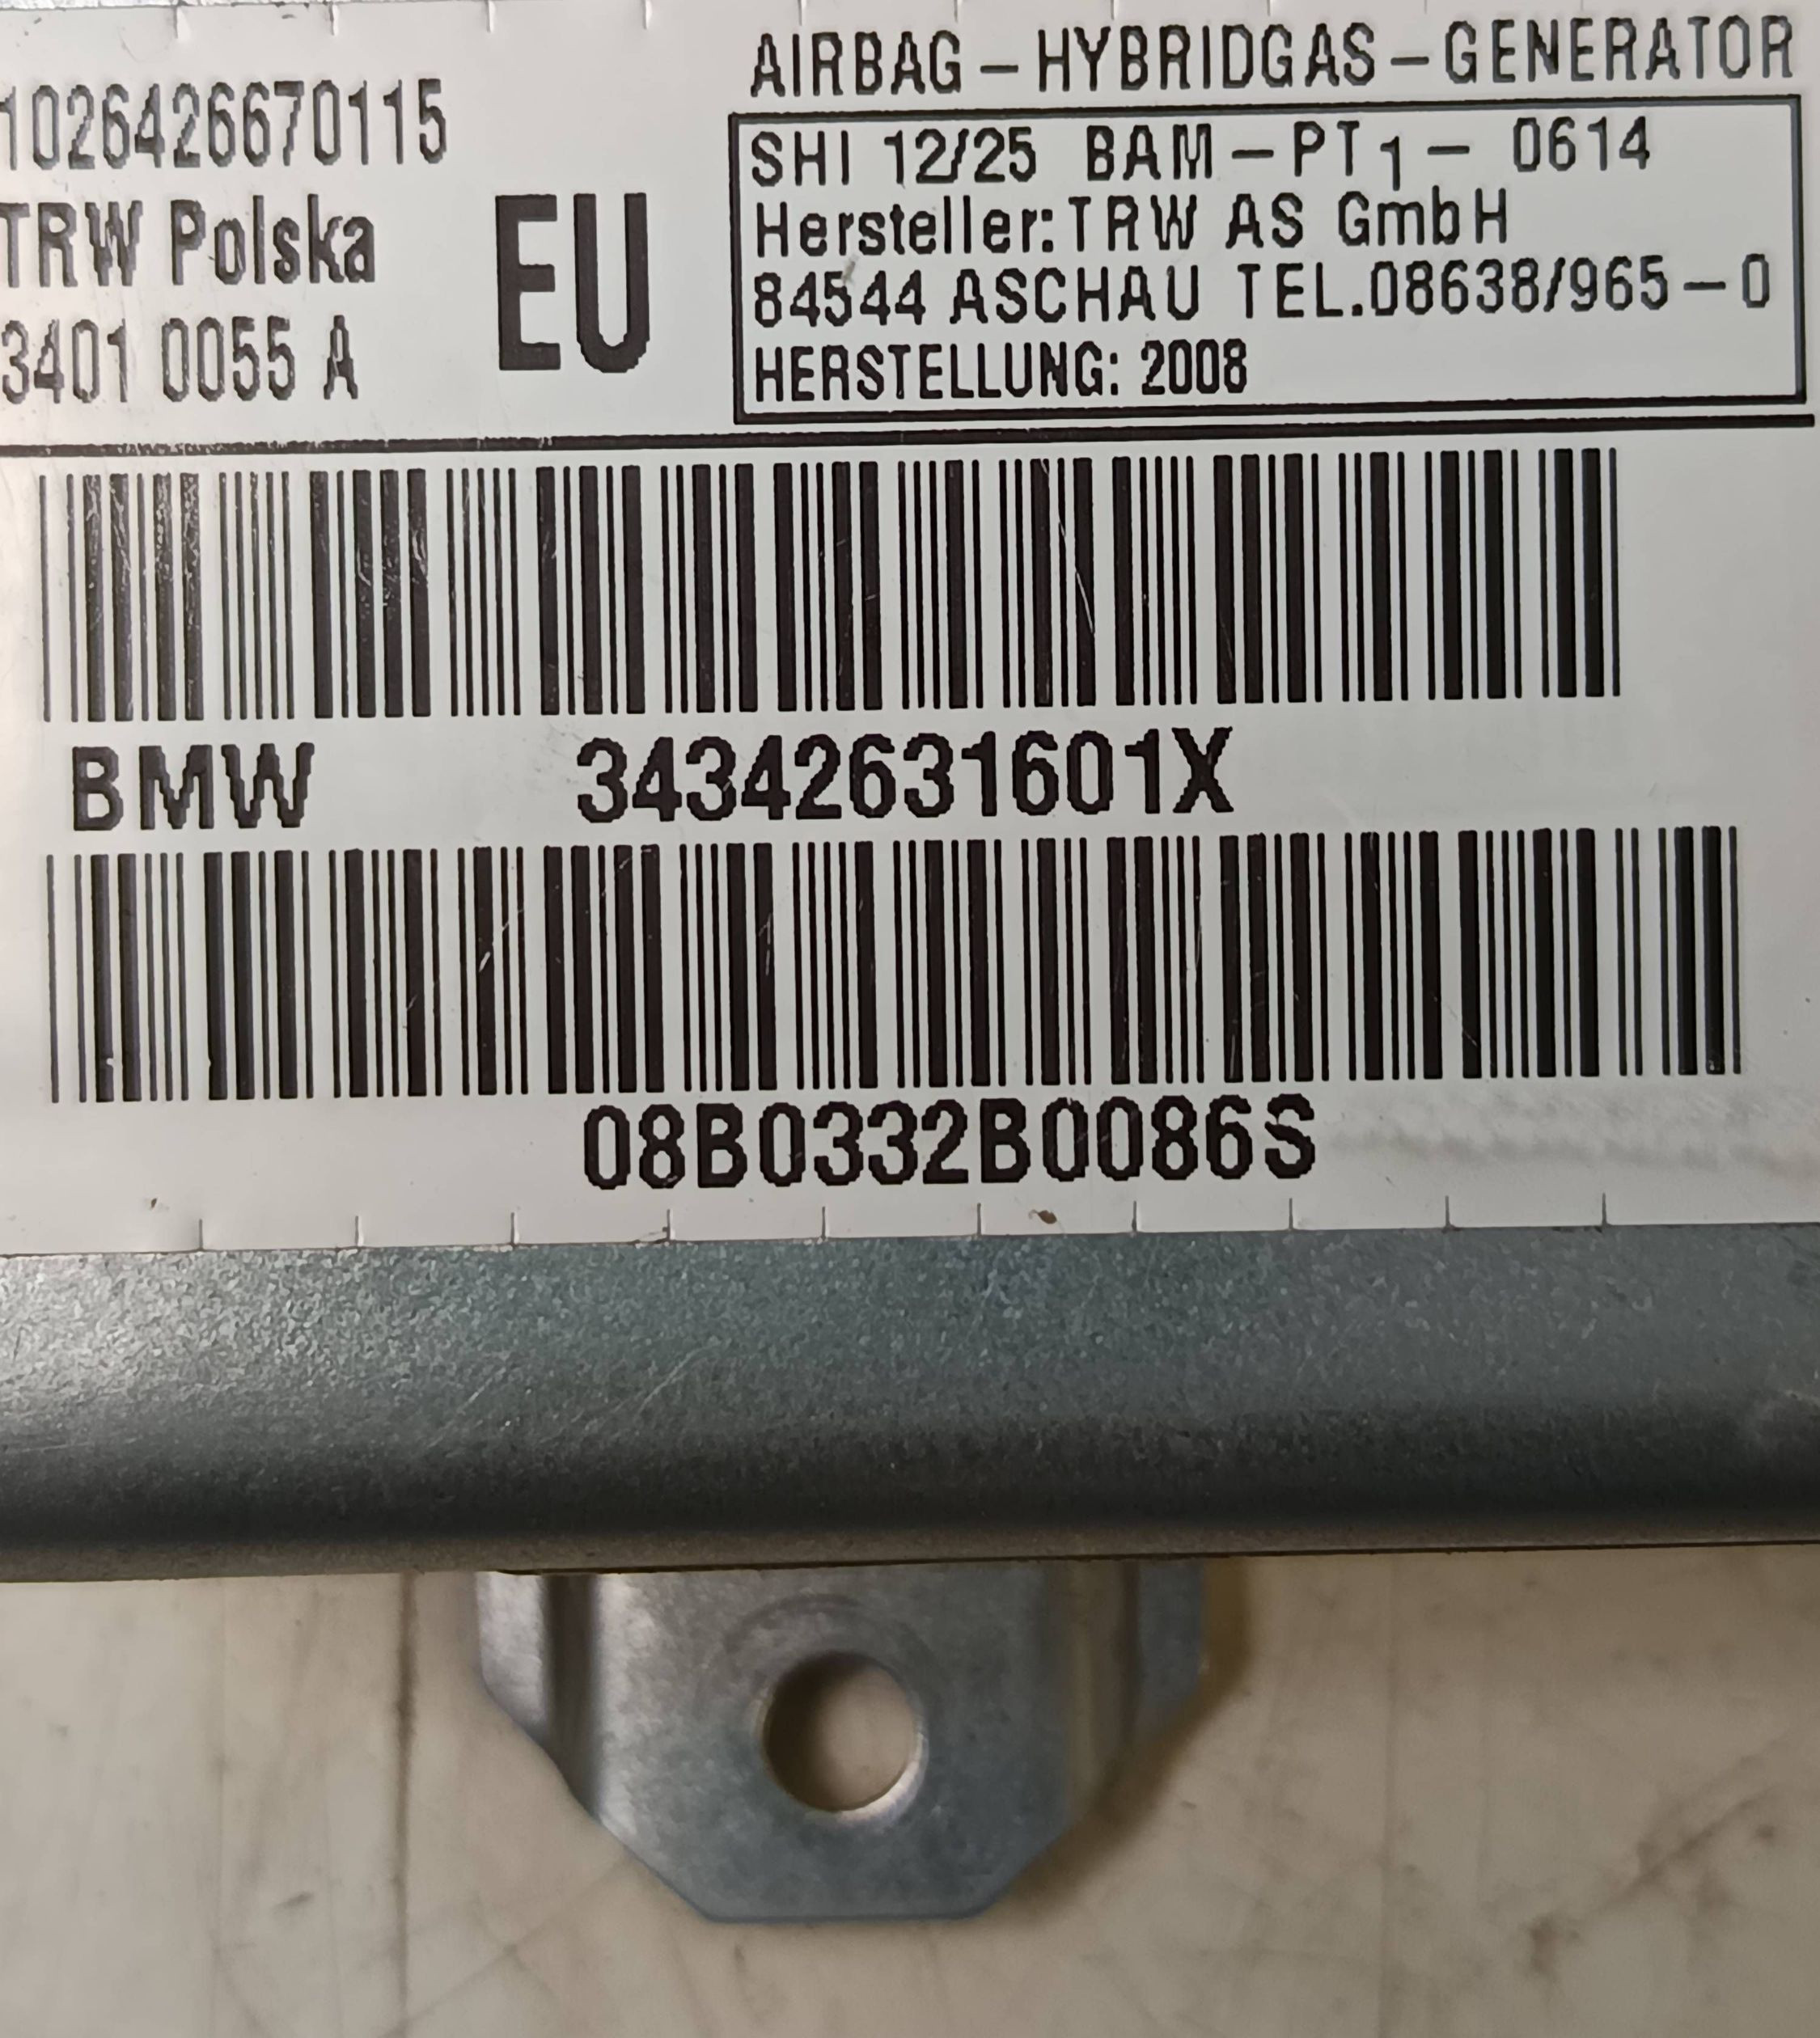 1026426670115
TRW Polska
3401 0055 A
EU
AIRBAG-HYBRIDGAS-GENERATOR
SHI 12/25 BAM-PT1- 0614
Hersteller: TRW AS GmbH
84544 ASCHAU TEL.08638/965-0
HERSTELLUNG: 2008
BMW 34342631601X
08B0332B0086S